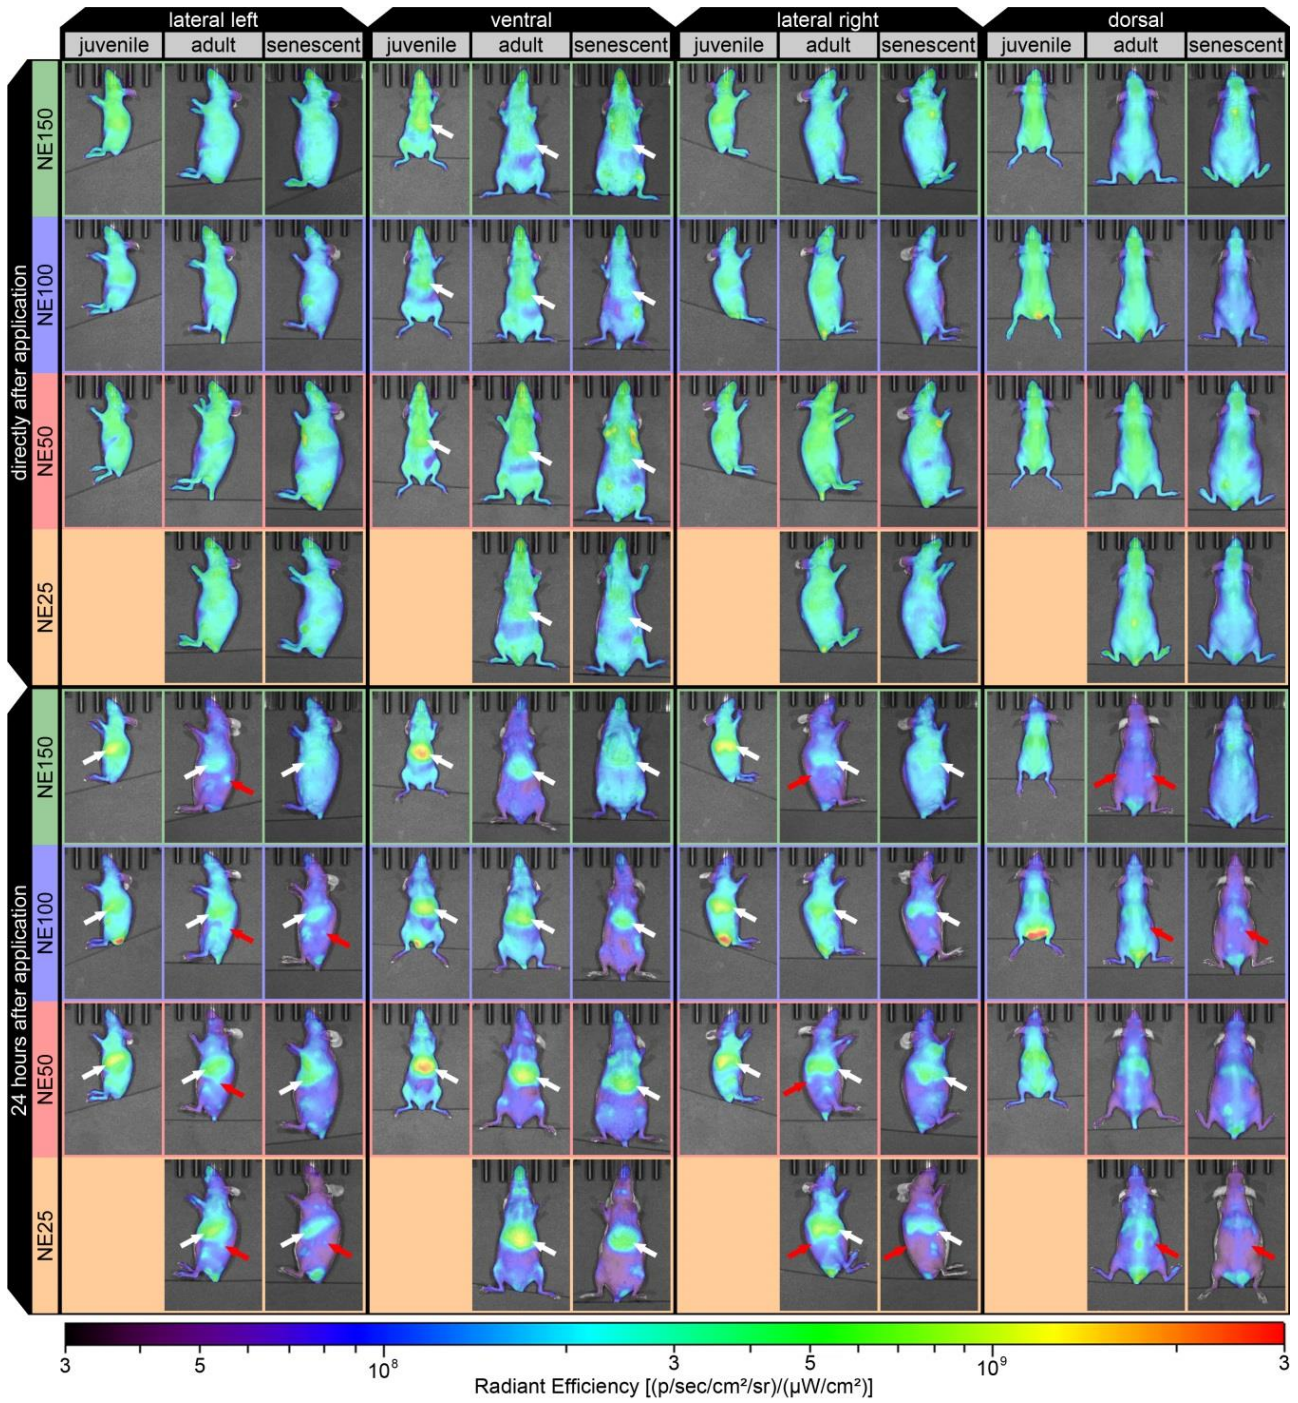 lateral left ventral lateral right dorsal
juvenile adult senescent juvenile adult senescent juvenile adult senescent juvenile adult senescent
directly after application
NE150
NE100
NE50
NE25
24 hours after application
NE150
NE100
NE50
NE25
3 5 10⁸ 3 5 10⁹ 3
Radiant Efficiency [(p/sec/cm²/sr)/(µW/cm²)]